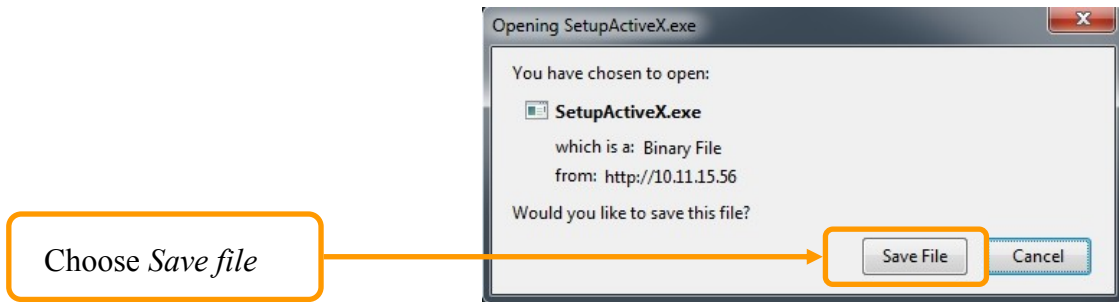 Opening SetupActiveX.exe
You have chosen to open:
SetupActiveX.exe
which is a: Binary File
from: http://10.11.15.56
Would you like to save this file?
Choose Save file
Save File
Cancel